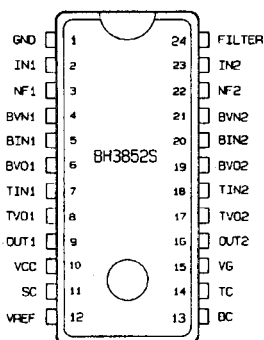 GND 1 24 FILTER
IN1 2 23 IN2
NF1 3 22 NF2
BVN1 4 21 BVN2
BIN1 5 20 BIN2
BVO1 6 19 BVO2
BH3852S
TIN1 7 18 TIN2
TVO1 8 17 TVO2
OUT1 9 16 OUT2
VCC 10 15 VG
SC 11 14 TC
VREF 12 13 BC